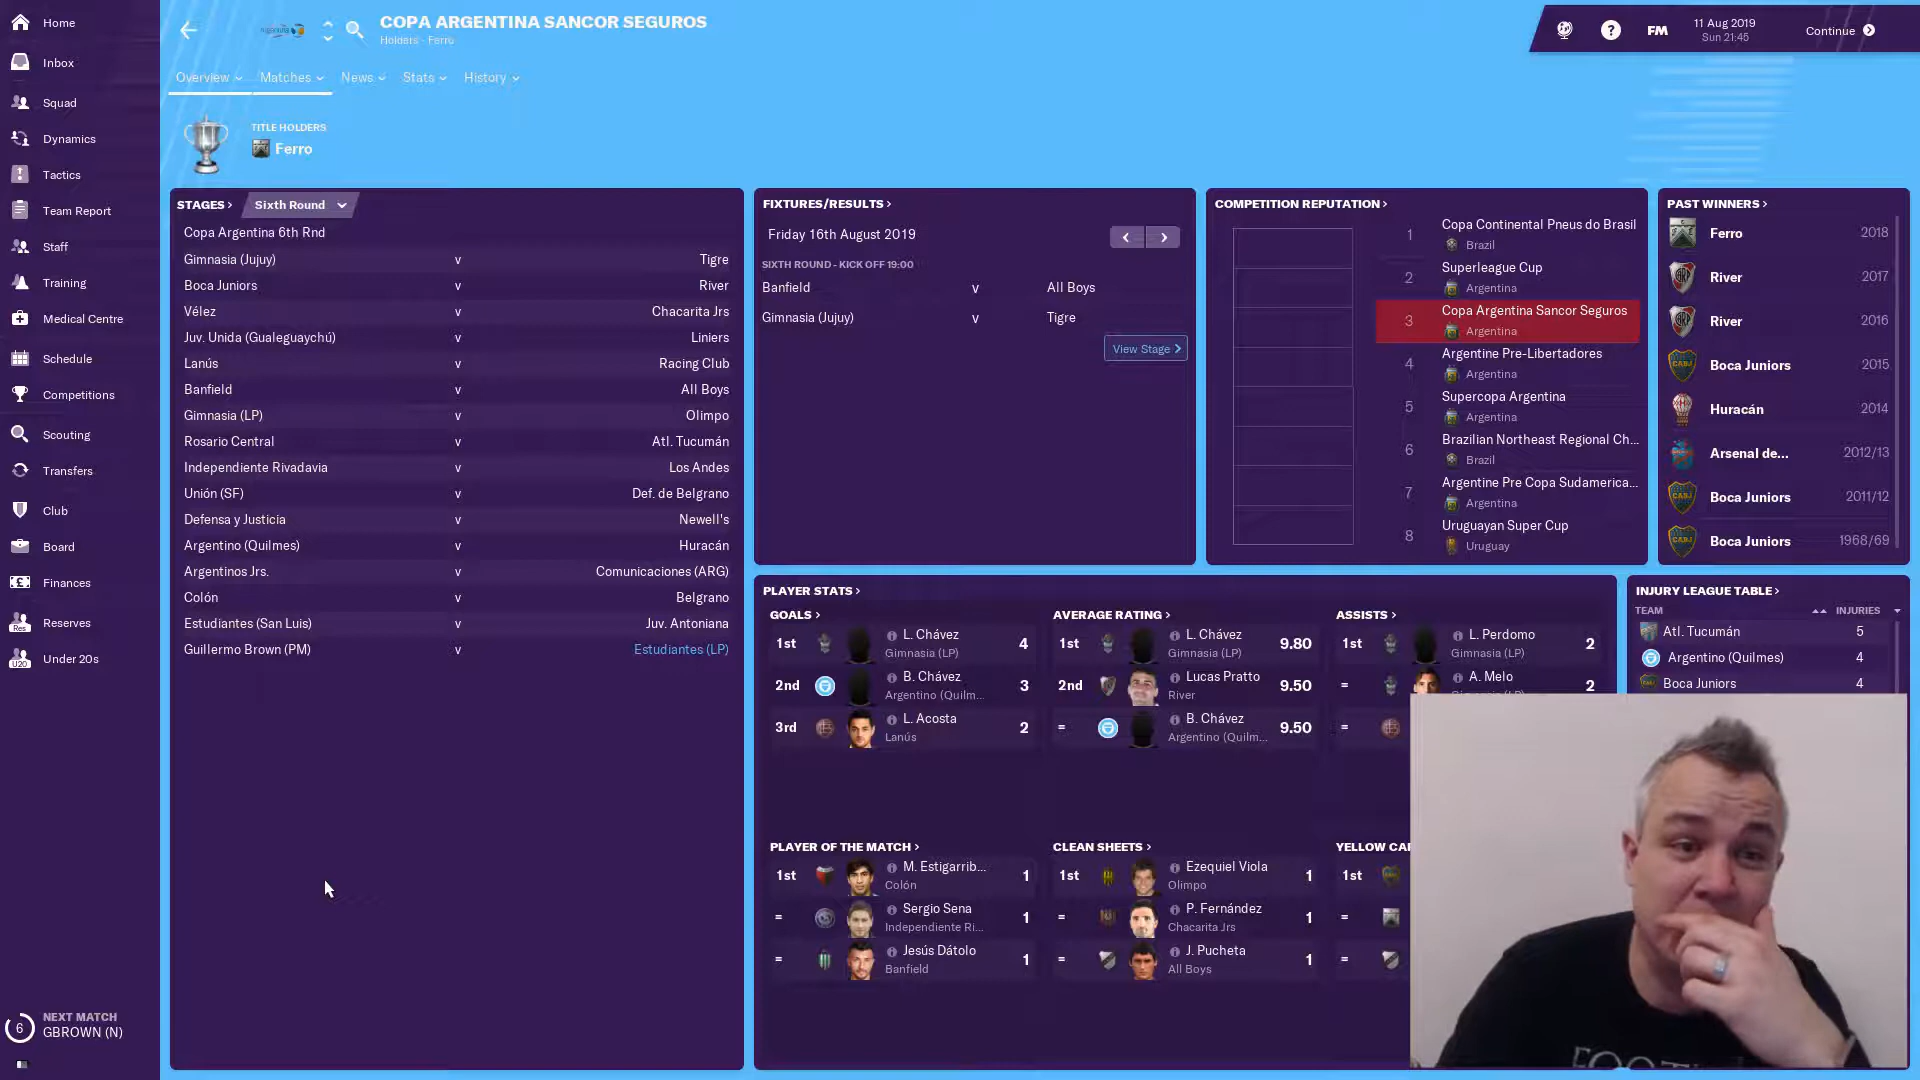 Home
Inbox
Squad
Dynamics
Tactics
Team Report
Staff
Training
Medical Centre
Schedule
Competitions
Scouting
Transfers
Club
Board
Finances
Res
Reserves
U20
Under 20s
6
NEXT MATCH
GBROWN (N)
COPA ARGENTINA SANCOR SEGUROS
Holders - Ferro
?
FM
11 Aug 2019
Sun 21:45
Continue
Overview
Matches
News
Stats
History
TITLE HOLDERS
Ferro
STAGES
Sixth Round
Copa Argentina 6th Rnd
Gimnasia (Jujuy) v Tigre
Boca Juniors v River
Vélez v Chacarita Jrs
Juv. Unida (Gualeguaychú) v Liniers
Lanús v Racing Club
Banfield v All Boys
Gimnasia (LP) v Olimpo
Rosario Central v Atl. Tucumán
Independiente Rivadavia v Los Andes
Unión (SF) v Def. de Belgrano
Defensa y Justicia v Newell's
Argentino (Quilmes) v Huracán
Argentinos Jrs. v Comunicaciones (ARG)
Colón v Belgrano
Estudiantes (San Luis) v Juv. Antoniana
Guillermo Brown (PM) v Estudiantes (LP)
FIXTURES/RESULTS
Friday 16th August 2019
SIXTH ROUND - KICK OFF 19:00
Banfield v All Boys
Gimnasia (Jujuy) v Tigre
View Stage
COMPETITION REPUTATION
1 Copa Continental Pneus do Brasil
Brazil
2 Superleague Cup
Argentina
3 Copa Argentina Sancor Seguros
Argentina
4 Argentine Pre-Libertadores
Argentina
5 Supercopa Argentina
Argentina
6 Brazilian Northeast Regional Ch...
Brazil
7 Argentine Pre Copa Sudamerica...
Argentina
8 Uruguayan Super Cup
Uruguay
PAST WINNERS
Ferro 2018
River 2017
River 2016
Boca Juniors 2015
Huracán 2014
Arsenal de... 2012/13
Boca Juniors 2011/12
Boca Juniors 1968/69
PLAYER STATS
GOALS
1st L. Chávez 4
Gimnasia (LP)
2nd B. Chávez 3
Argentino (Quilm...
3rd L. Acosta 2
Lanús
AVERAGE RATING
1st L. Chávez 9.80
Gimnasia (LP)
2nd Lucas Pratto 9.50
River
= B. Chávez 9.50
Argentino (Quilm...
ASSISTS
1st L. Perdomo 2
Gimnasia (LP)
= A. Melo 2
=
PLAYER OF THE MATCH
1st M. Estigarrib... 1
Colón
= Sergio Sena 1
Independiente Ri...
= Jesús Dátolo 1
Banfield
CLEAN SHEETS
1st Ezequiel Viola 1
Olimpo
= P. Fernández 1
Chacarita Jrs
= J. Pucheta 1
All Boys
YELLOW CA
1st
=
=
INJURY LEAGUE TABLE
TEAM INJURIES
Atl. Tucumán 5
Argentino (Quilmes) 4
Boca Juniors 4